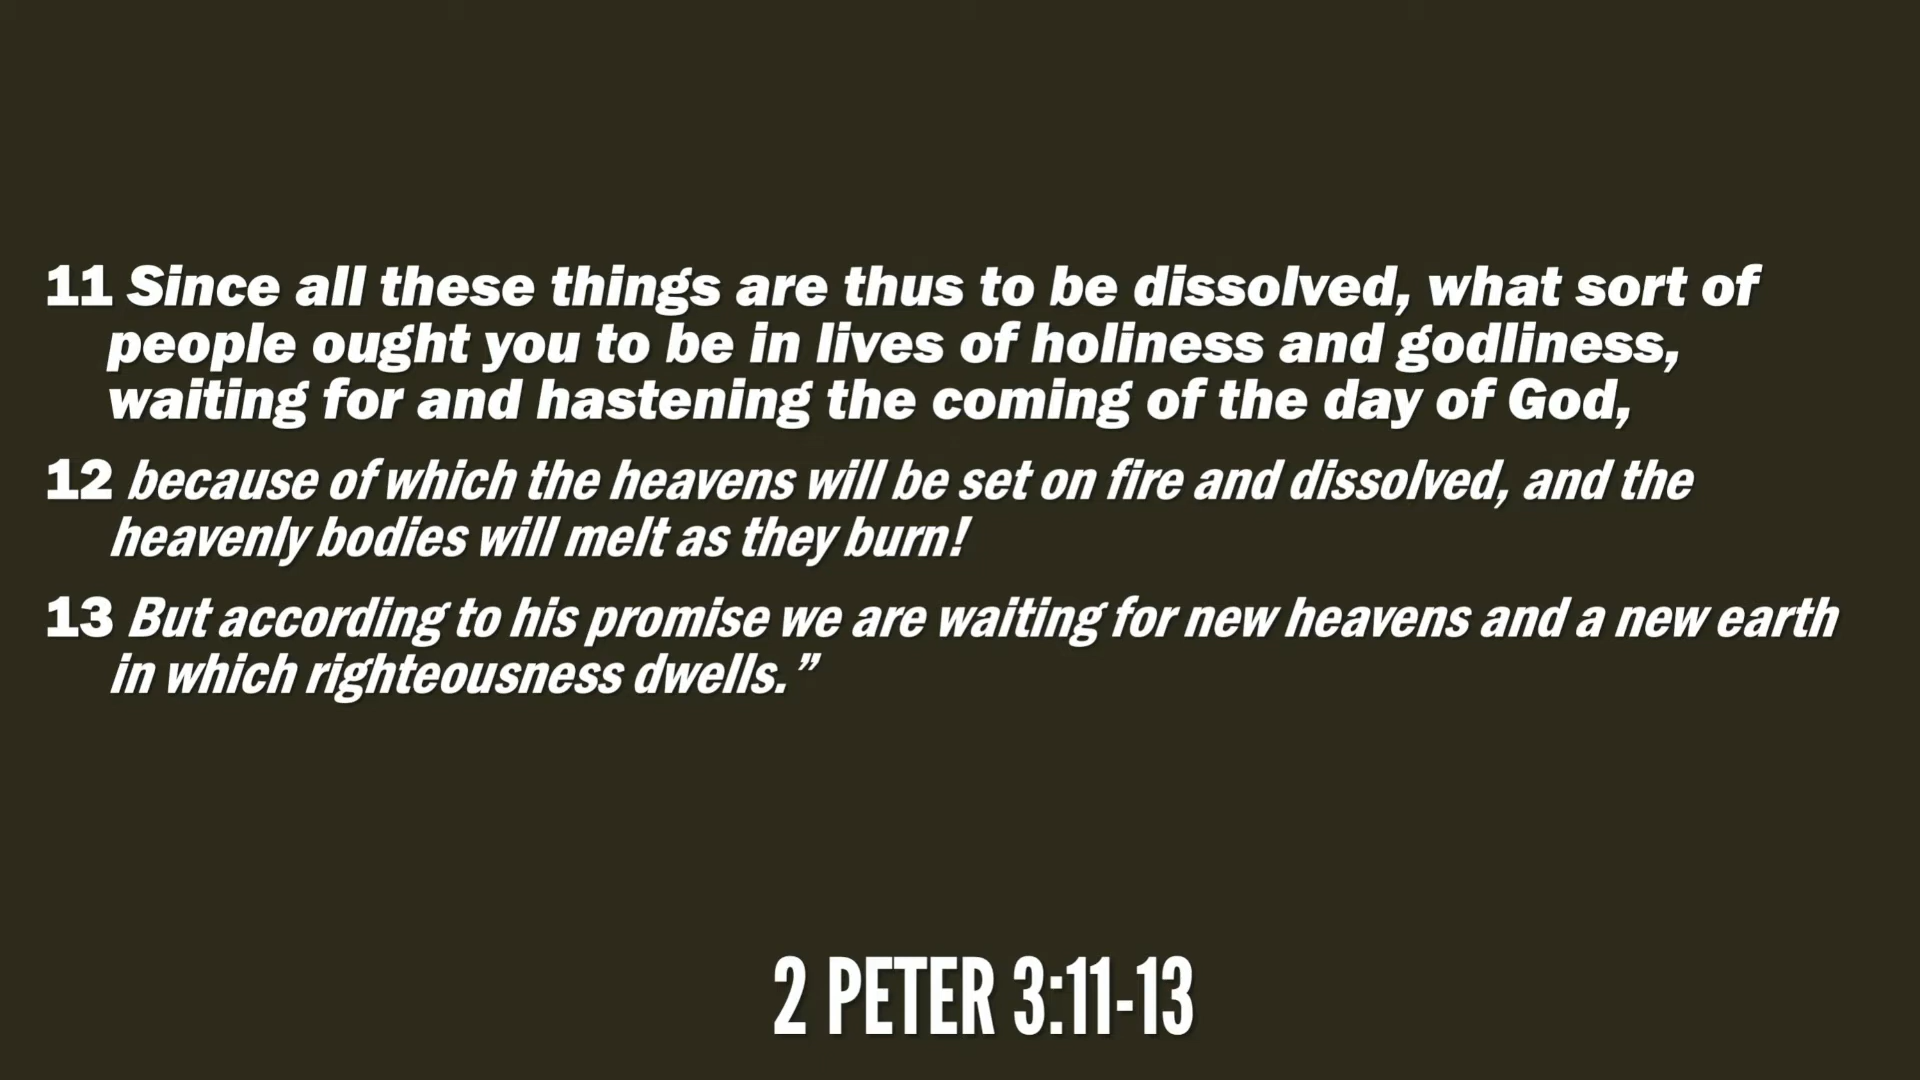 11 Since all these things are thus to be dissolved, what sort of
people ought you to be in lives of holiness and godliness,
waiting for and hastening the coming of the day of God,
12 because of which the heavens will be set on fire and dissolved, and the
heavenly bodies will melt as they burn!
13 But according to his promise we are waiting for new heavens and a new earth
in which righteousness dwells.”
2 PETER 3:11-13